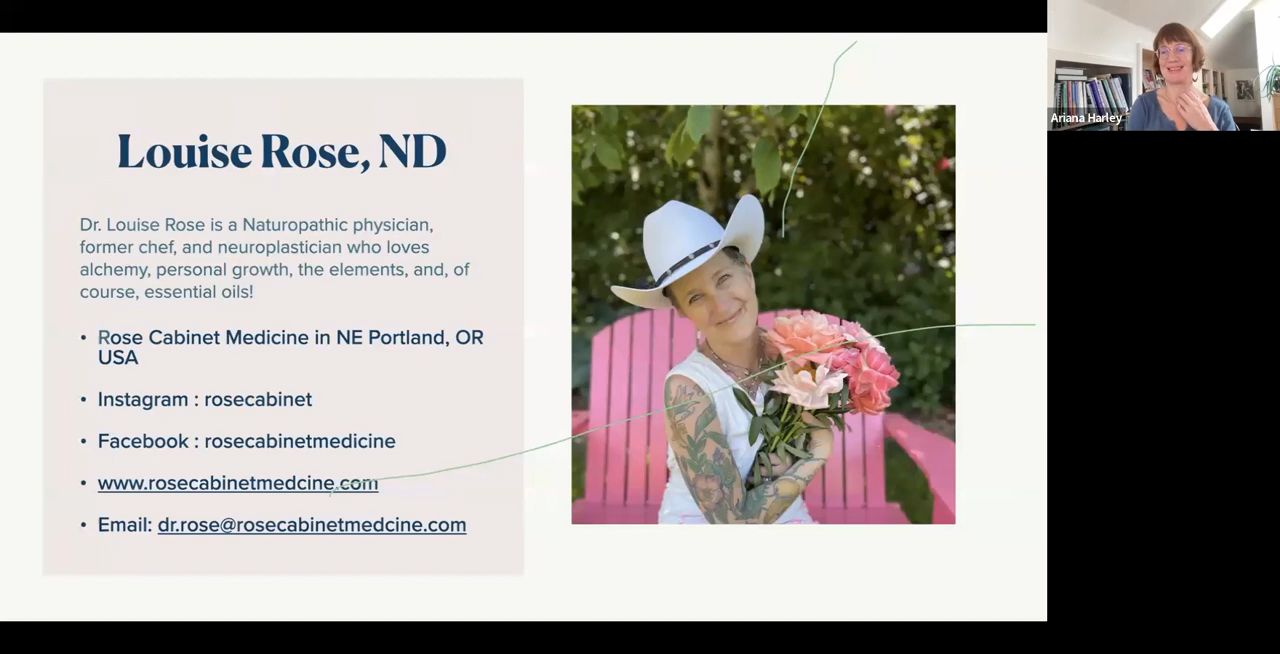 Louise Rose, ND
Dr. Louise Rose is a Naturopathic physician,
former chef, and neuroplastician who loves
alchemy, personal growth, the elements, and, of
course, essential oils!
• Rose Cabinet Medicine in NE Portland, OR
USA
• Instagram : rosecabinet
• Facebook : rosecabinetmedicine
• www.rosecabinetmedcine.com
• Email: dr.rose@rosecabinetmedcine.com
Ariana Harley